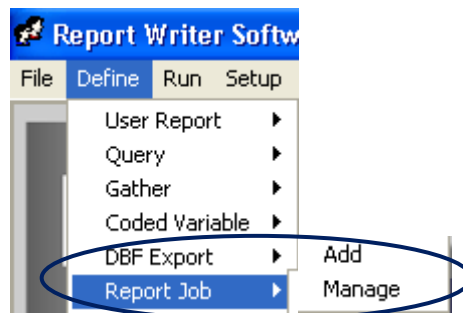 Report Writer Softw
File Define Run Setup
User Report
Query
Gather
Coded Variable
DBF Export
Add
Report Job
Manage